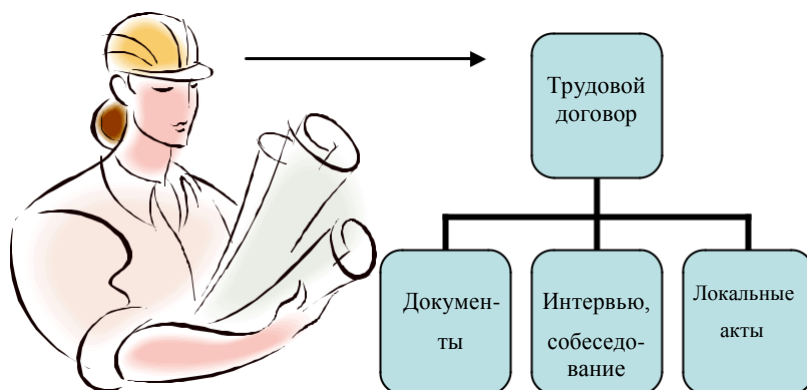 Трудовой
договор
Докумен-
ты
Интервью,
собеседо-
вание
Локальные
акты